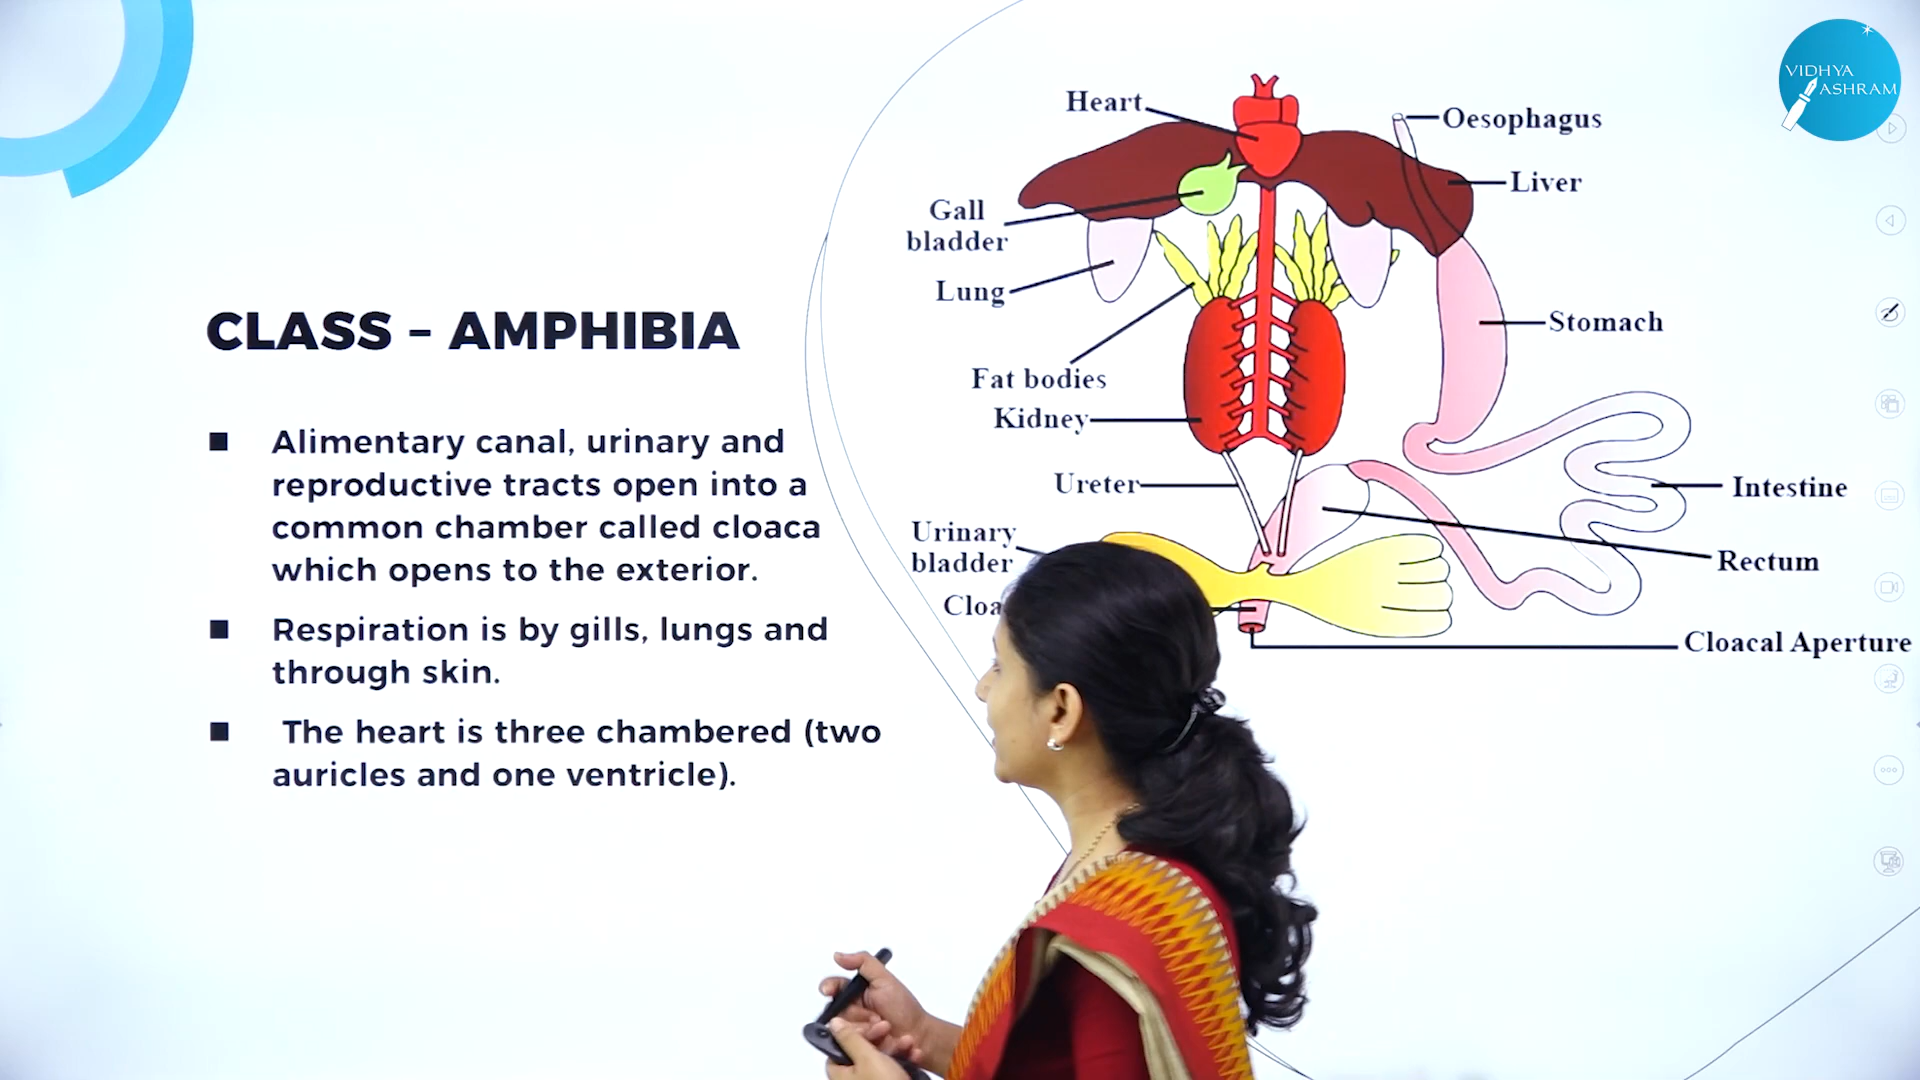 VIDHYA
ASHRAM
CLASS – AMPHIBIA
■ Alimentary canal, urinary and
reproductive tracts open into a
common chamber called cloaca
which opens to the exterior.
■ Respiration is by gills, lungs and
through skin.
■ The heart is three chambered (two
auricles and one ventricle).
Heart
Oesophagus
Liver
Gall
bladder
Lung
Stomach
Fat bodies
Kidney
Ureter
Intestine
Urinary
bladder
Rectum
Cloacal Aperture